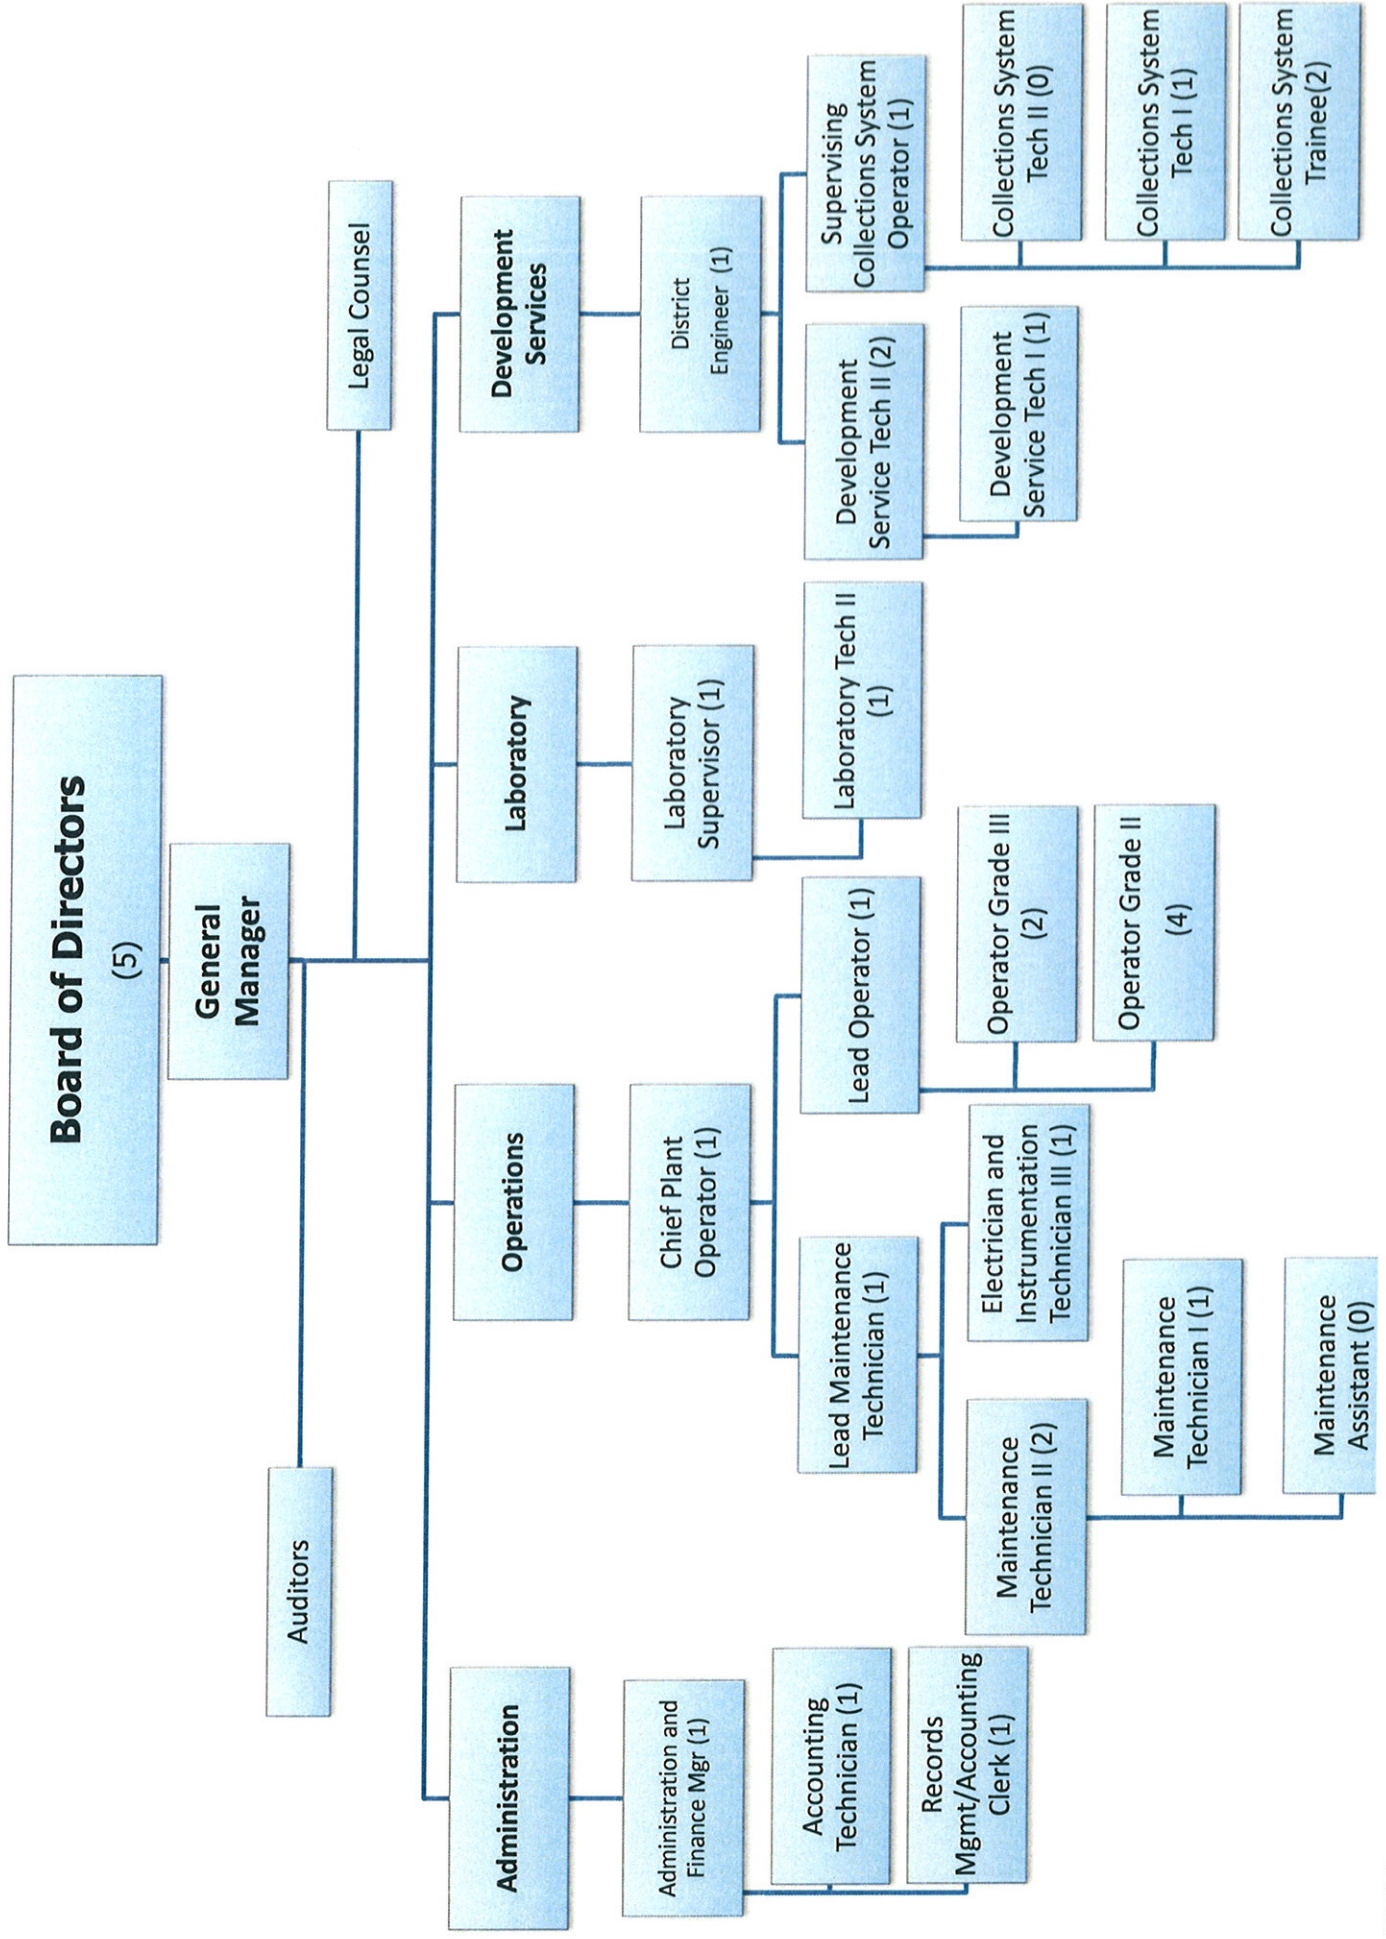 Board of Directors
(5)
General
Manager
Auditors
Legal Counsel
Administration
Administration and
Finance Mgr (1)
Accounting
Technician (1)
Records
Mgmt/Accounting
Clerk (1)
Operations
Chief Plant
Operator (1)
Lead Maintenance
Technician (1)
Maintenance
Technician II (2)
Maintenance
Technician I (1)
Maintenance
Assistant (0)
Electrician and
Instrumentation
Technician III (1)
Lead Operator (1)
Operator Grade III
(2)
Operator Grade II
(4)
Laboratory
Laboratory
Supervisor (1)
Laboratory Tech II
(1)
Development
Services
District
Engineer (1)
Development
Service Tech II (2)
Development
Service Tech I (1)
Supervising
Collections System
Operator (1)
Collections System
Tech II (0)
Collections System
Tech I (1)
Collections System
Trainee(2)